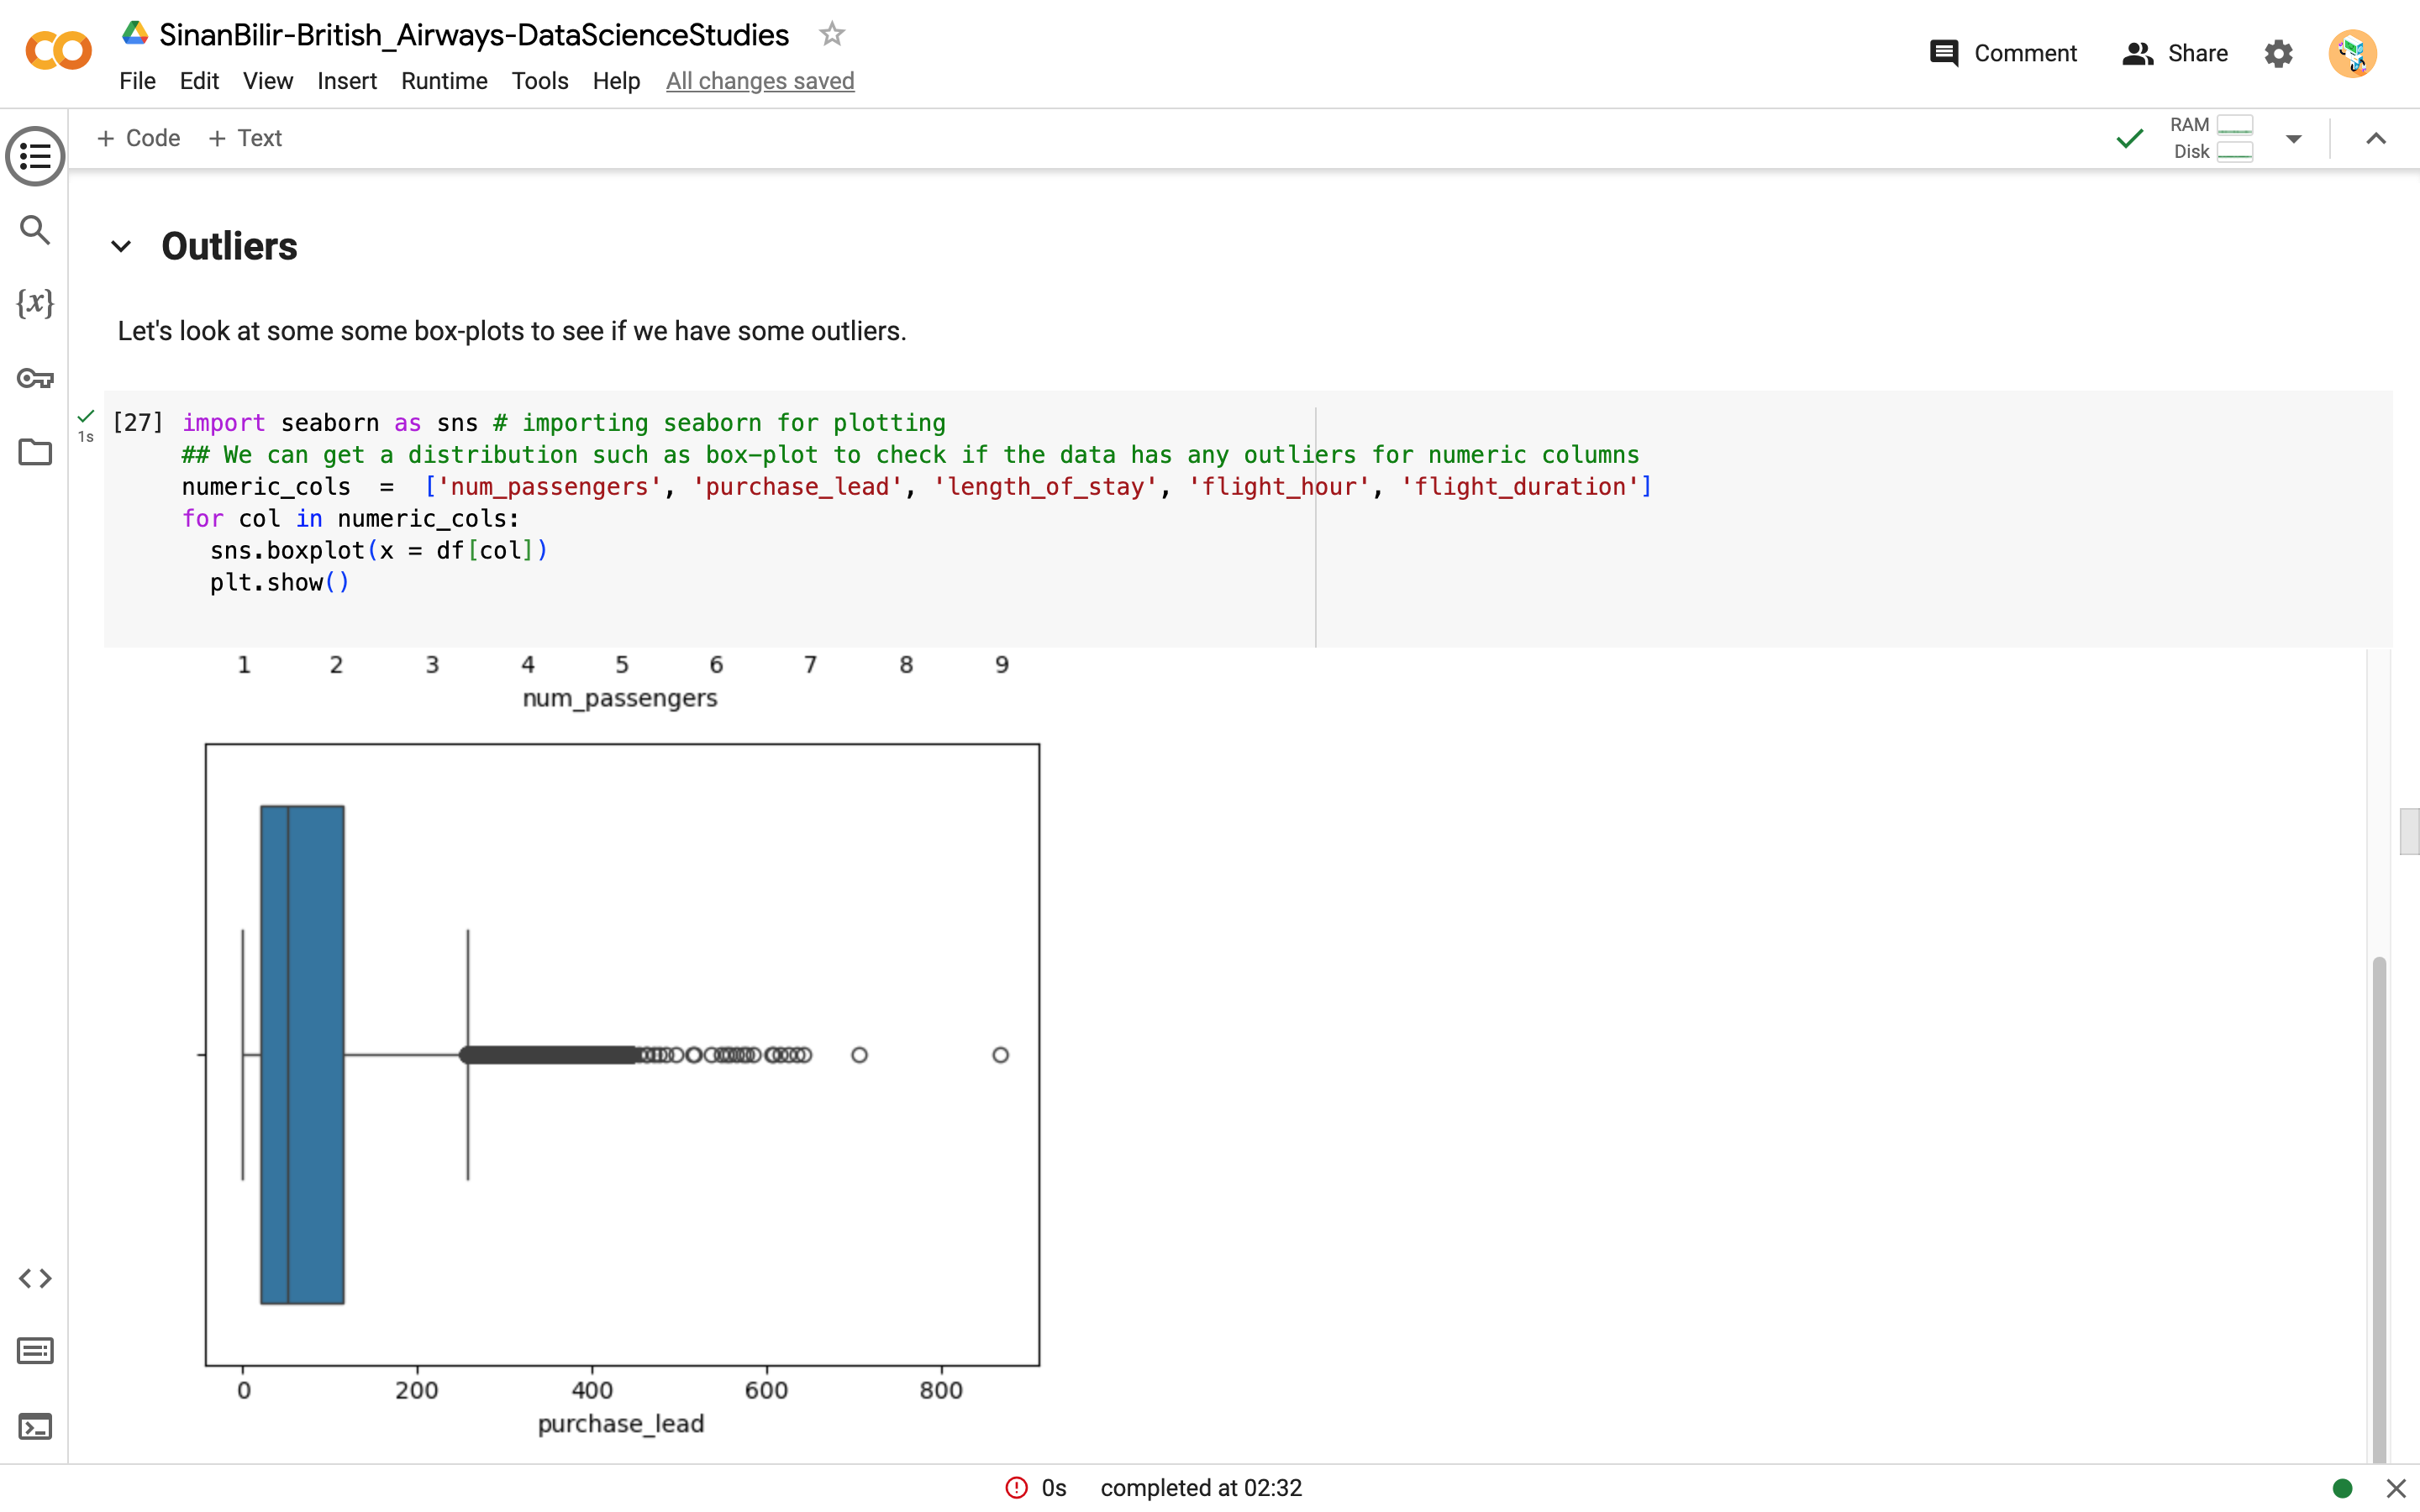 SinanBilir-British_Airways-DataScienceStudies
Comment
Share
File Edit View Insert Runtime Tools Help All changes saved
+ Code + Text
RAM
Disk
Outliers
{x}
Let's look at some some box-plots to see if we have some outliers.
1s
[27] import seaborn as sns # importing seaborn for plotting
## We can get a distribution such as box-plot to check if the data has any outliers for numeric columns
numeric_cols = ['num_passengers', 'purchase_lead', 'length_of_stay', 'flight_hour', 'flight_duration']
for col in numeric_cols:
sns.boxplot(x = df[col])
plt.show()
1 2 3 4 5 6 7 8 9
num_passengers
0 200 400 600 800
purchase_lead
0s completed at 02:32